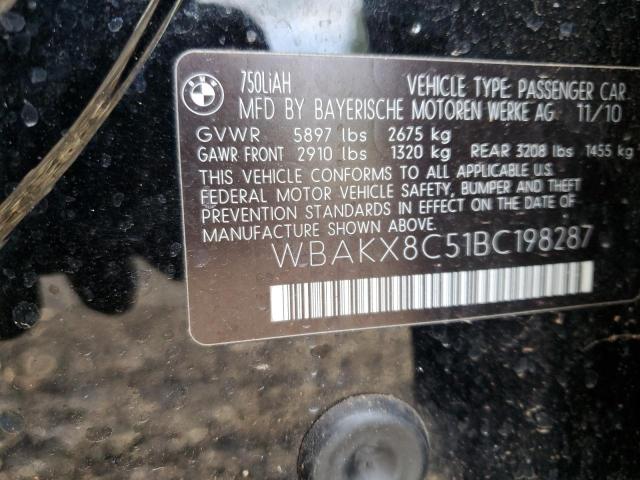 BMW
750LiAH VEHICLE TYPE: PASSENGER CAR
MFD BY BAYERISCHE MOTOREN WERKE AG 11/10
GVWR 5897 lbs 2675 kg
GAWR FRONT 2910 lbs 1320 kg REAR 3208 lbs 1455 kg
THIS VEHICLE CONFORMS TO ALL APPLICABLE U.S.
FEDERAL MOTOR VEHICLE SAFETY, BUMPER AND THEFT
PREVENTION STANDARDS IN EFFECT ON THE DATE OF
MANUFACTURE SHOWN ABOVE.
WBAKX8C51BC198287